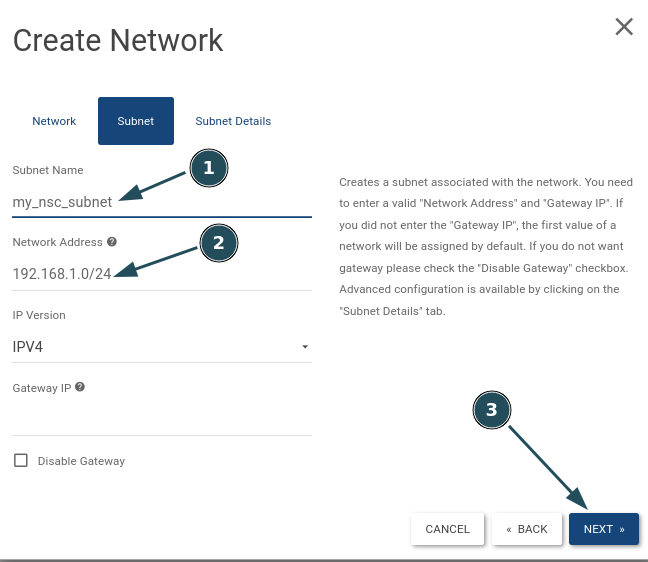 Create Network
Network
Subnet
Subnet Details
Subnet Name
1
my_nsc_subnet
Network Address
2
192.168.1.0/24
IP Version
IPV4
Gateway IP
Disable Gateway
Creates a subnet associated with the network. You need
to enter a valid "Network Address" and "Gateway IP". If
you did not enter the "Gateway IP", the first value of a
network will be assigned by default. If you do not want
gateway please check the "Disable Gateway" checkbox.
Advanced configuration is available by clicking on the
"Subnet Details" tab.
3
CANCEL
« BACK
NEXT »